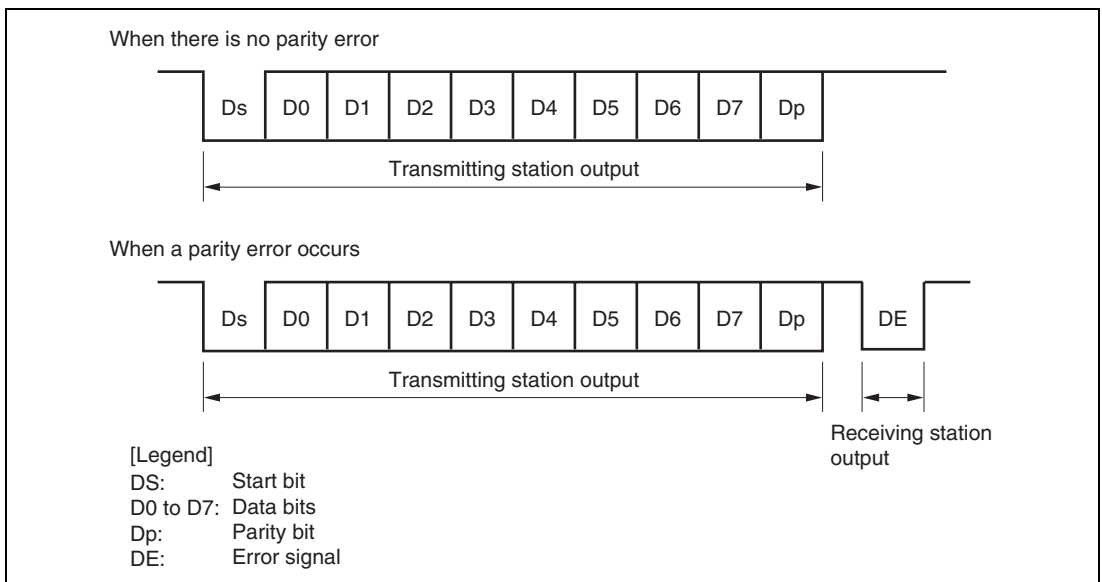 When there is no parity error
Ds D0 D1 D2 D3 D4 D5 D6 D7 Dp
Transmitting station output
When a parity error occurs
Ds D0 D1 D2 D3 D4 D5 D6 D7 Dp DE
Transmitting station output
Receiving station
output
[Legend]
DS: Start bit
D0 to D7: Data bits
Dp: Parity bit
DE: Error signal